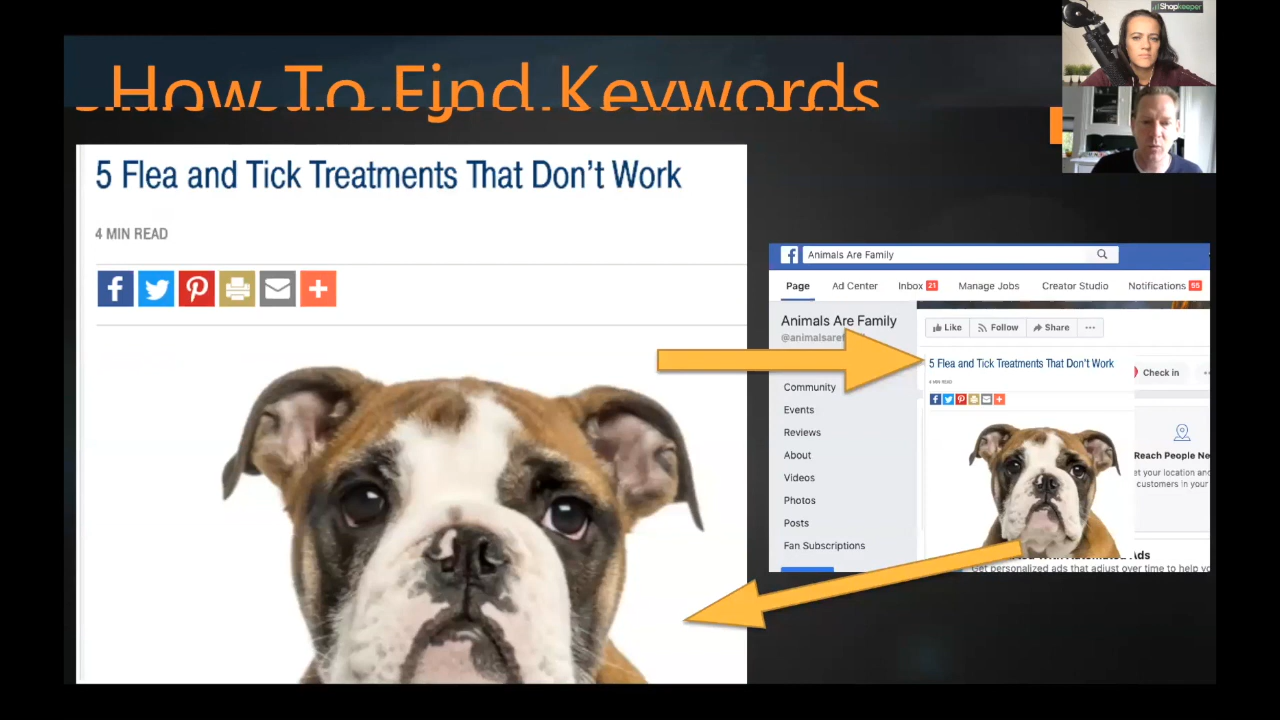 Shopkeeper
How To Find Keywords
5 Flea and Tick Treatments That Don't Work
4 MIN READ
Animals Are Family
Page
Ad Center
Inbox 21
Manage Jobs
Creator Studio
Notifications 55
Animals Are Family
Like
Follow
Share
5 Flea and Tick Treatments That Don't Work
4 MIN READ
Check in
Community
Events
Reviews
About
Videos
Photos
Posts
Fan Subscriptions
Reach People Ne
et your location and
customers in your
Get personalized ads that adjust over time to help yo